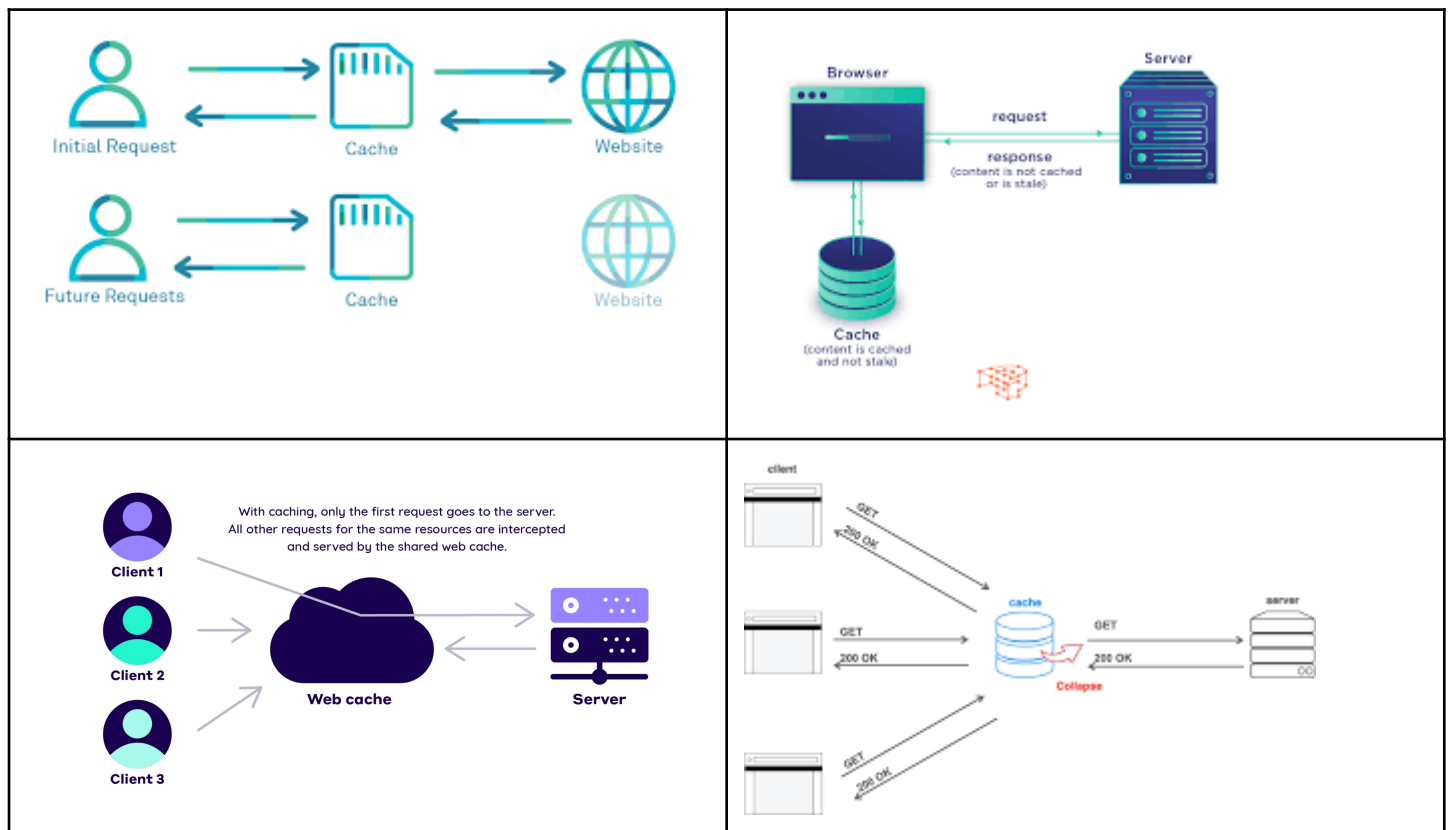 Initial Request
Cache
Website
Future Requests
Cache
Website
Browser
Server
request
response
(content is not cached
or is stale)
Cache
(content is cached
and not stale)
With caching, only the first request goes to the server.
All other requests for the same resources are intercepted
and served by the shared web cache.
Client 1
Client 2
Client 3
Web cache
Server
client
GET
200 OK
GET
200 OK
GET
200 OK
cache
Collapse
GET
200 OK
server